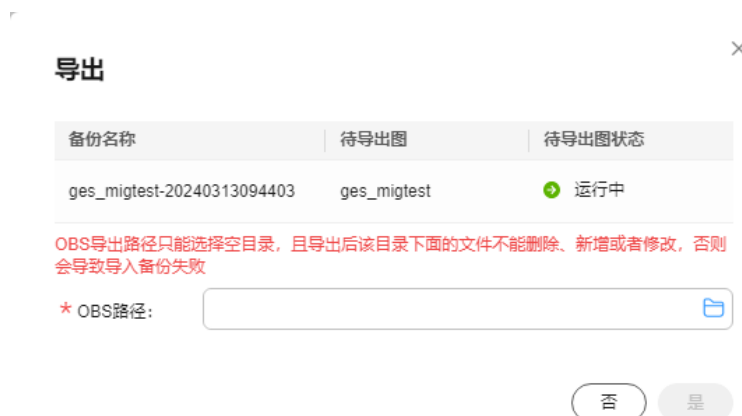 导出
备份名称 待导出图 待导出图状态
ges_migtest-20240313094403 ges_migtest 运行中
OBS导出路径只能选择空目录，且导出后该目录下面的文件不能删除、新增或者修改，否则
会导致导入备份失败
* OBS路径：
否 是